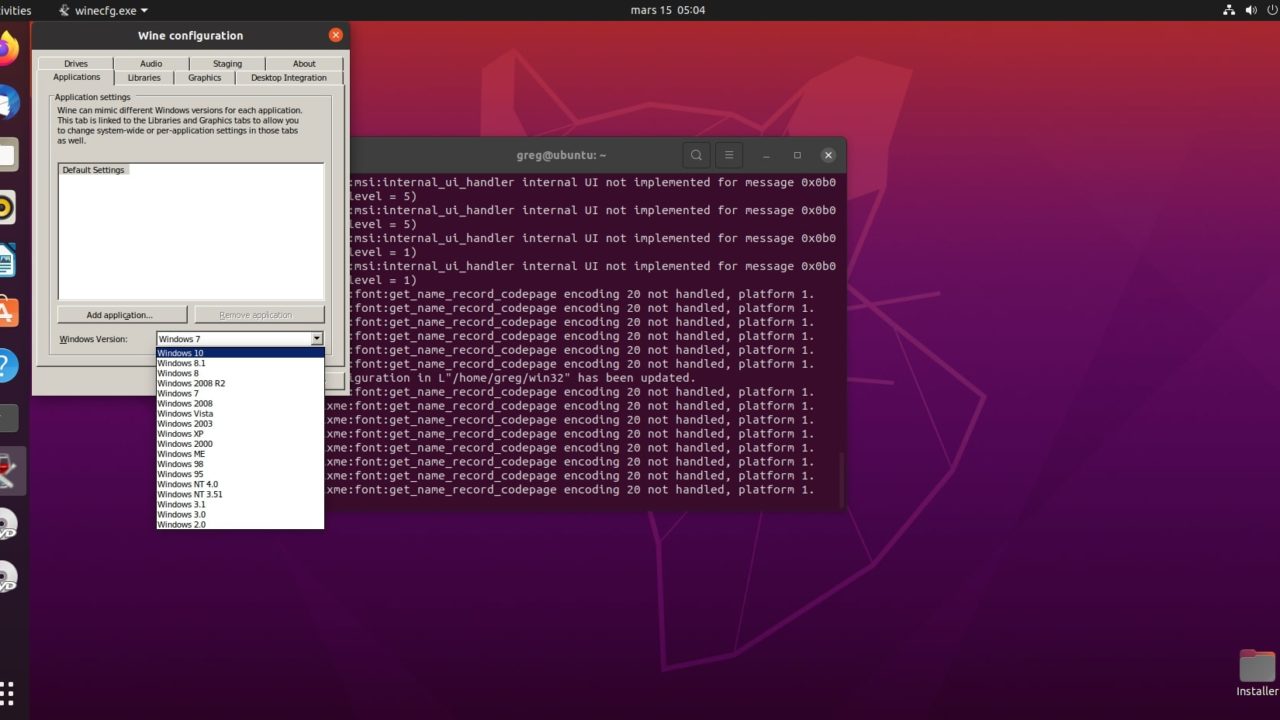 ivities
winecfg.exe
mars 15 05:04
Wine configuration
Drives
Audio
Staging
About
Applications
Libraries
Graphics
Desktop Integration
Application settings
Wine can mimic different Windows versions for each application.
This tab is linked to the Libraries and Graphics tabs to allow you
to change system-wide or per-application settings in those tabs
as well.
Default Settings
Add application...
Remove application
Windows Version:
Windows 7
Windows 10
Windows 8.1
Windows 8
Windows 2008 R2
Windows 7
Windows 2008
Windows Vista
Windows 2003
Windows XP
Windows 2000
Windows ME
Windows 98
Windows 95
Windows NT 4.0
Windows NT 3.51
Windows 3.1
Windows 3.0
Windows 2.0
greg@ubuntu: ~
:msi:internal_ui_handler internal UI not implemented for message 0x0b0
level = 5)
:msi:internal_ui_handler internal UI not implemented for message 0x0b0
level = 5)
:msi:internal_ui_handler internal UI not implemented for message 0x0b0
level = 1)
:msi:internal_ui_handler internal UI not implemented for message 0x0b0
level = 1)
:font:get_name_record_codepage encoding 20 not handled, platform 1.
:font:get_name_record_codepage encoding 20 not handled, platform 1.
:font:get_name_record_codepage encoding 20 not handled, platform 1.
:font:get_name_record_codepage encoding 20 not handled, platform 1.
:font:get_name_record_codepage encoding 20 not handled, platform 1.
:font:get_name_record_codepage encoding 20 not handled, platform 1.
iguration in L"/home/greg/win32" has been updated.
:font:get_name_record_codepage encoding 20 not handled, platform 1.
ixme:font:get_name_record_codepage encoding 20 not handled, platform 1.
ixme:font:get_name_record_codepage encoding 20 not handled, platform 1.
ixme:font:get_name_record_codepage encoding 20 not handled, platform 1.
ixme:font:get_name_record_codepage encoding 20 not handled, platform 1.
ixme:font:get_name_record_codepage encoding 20 not handled, platform 1.
ixme:font:get_name_record_codepage encoding 20 not handled, platform 1.
ixme:font:get_name_record_codepage encoding 20 not handled, platform 1.
Installer